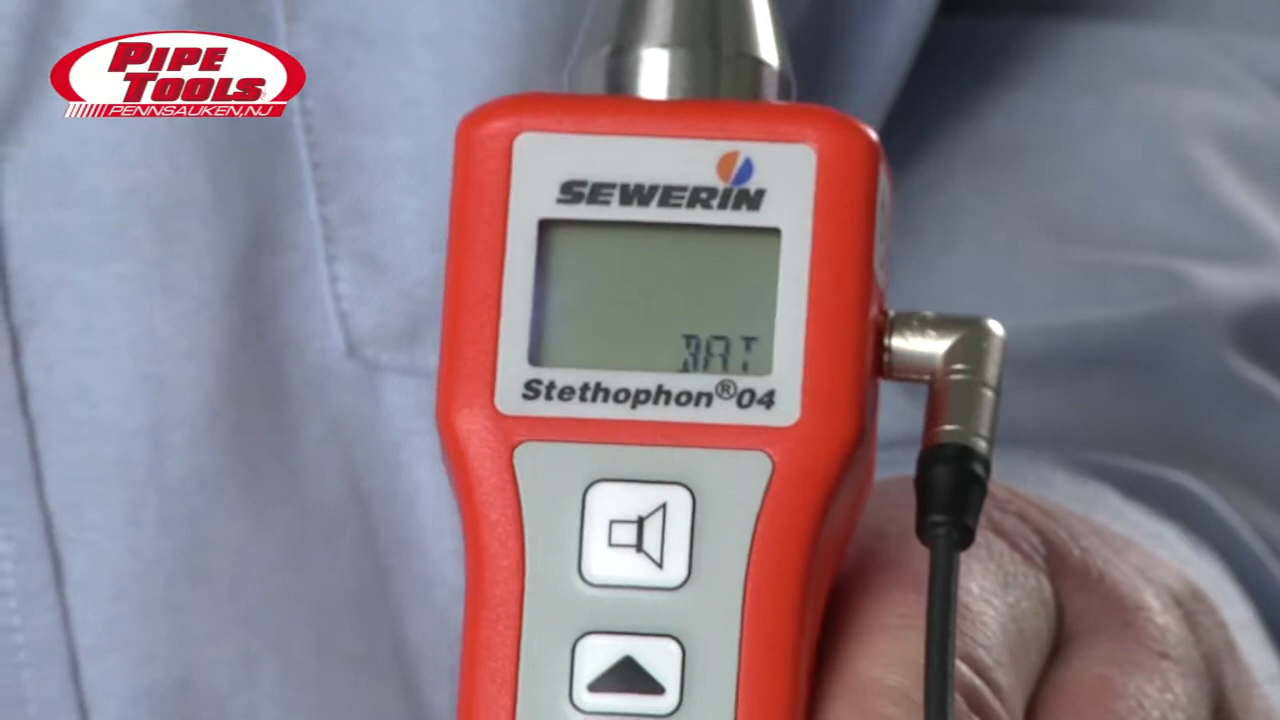 PIPE
TOOLS
PENNSAUKEN, NJ
SEWERIN
BAT
Stethophon®04